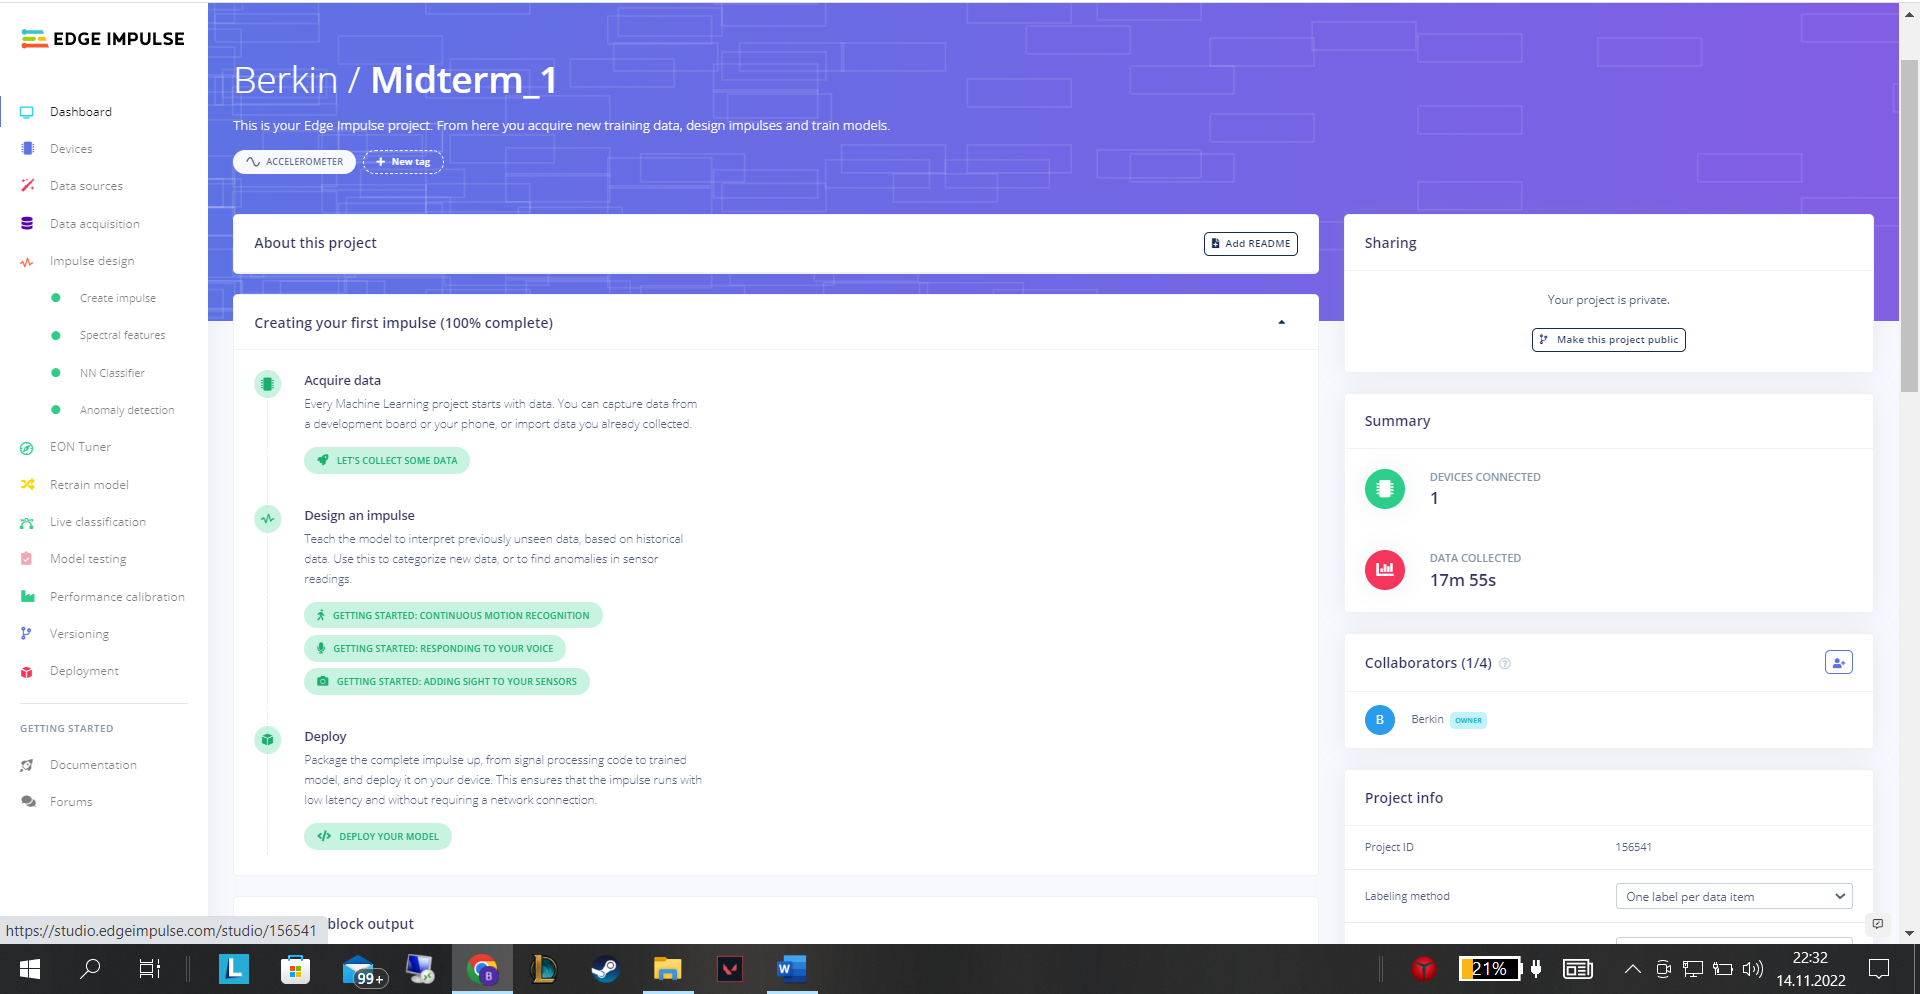 EDGE IMPULSE
Dashboard
Devices
Data sources
Data acquisition
Impulse design
Create impulse
Spectral features
NN Classifier
Anomaly detection
EON Tuner
Retrain model
Live classification
Model testing
Performance calibration
Versioning
Deployment
GETTING STARTED
Documentation
Forums
Berkin / Midterm_1
This is your Edge Impulse project. From here you acquire new training data, design impulses and train models.
ACCELEROMETER
+ New tag
About this project
Add README
Creating your first impulse (100% complete)
Acquire data
Every Machine Learning project starts with data. You can capture data from
a development board or your phone, or import data you already collected.
LET'S COLLECT SOME DATA
Design an impulse
Teach the model to interpret previously unseen data, based on historical
data. Use this to categorize new data, or to find anomalies in sensor
readings.
GETTING STARTED: CONTINUOUS MOTION RECOGNITION
GETTING STARTED: RESPONDING TO YOUR VOICE
GETTING STARTED: ADDING SIGHT TO YOUR SENSORS
Deploy
Package the complete impulse up, from signal processing code to trained
model, and deploy it on your device. This ensures that the impulse runs with
low latency and without requiring a network connection.
DEPLOY YOUR MODEL
block output
Sharing
Your project is private.
Make this project public
Summary
DEVICES CONNECTED
1
DATA COLLECTED
17m 55s
Collaborators (1/4)
B
Berkin OWNER
Project info
Project ID 156541
Labeling method One label per data item
https://studio.edgeimpulse.com/studio/156541
L
99+
B
L
W
21%
22:32
14.11.2022